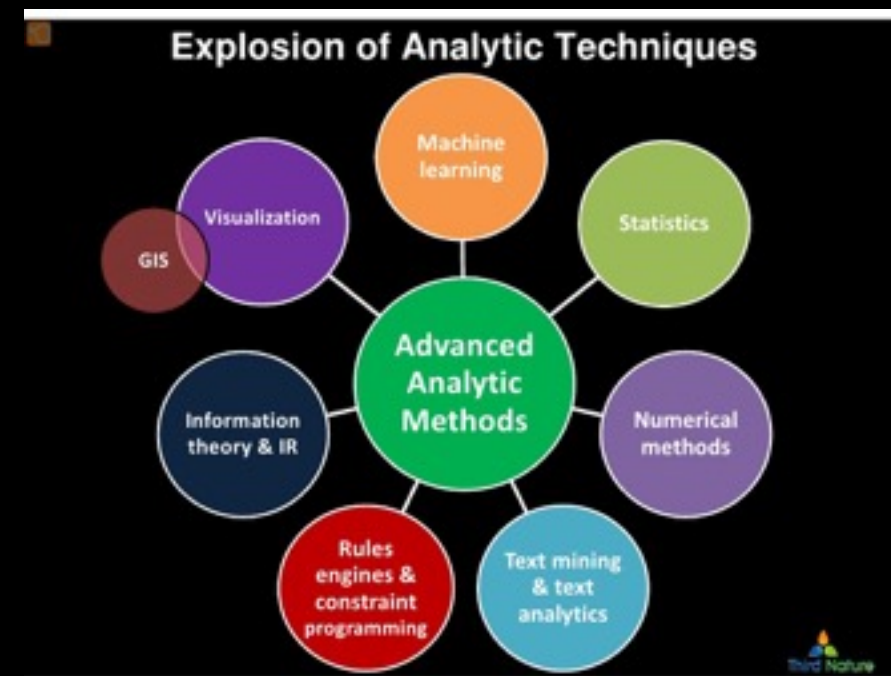 Explosion of Analytic Techniques
Machine
learning
Visualization
Statistics
GIS
Advanced
Analytic
Methods
Information
theory & IR
Numerical
methods
Rules
engines &
constraint
programming
Text mining
& text
analytics
Third Nature